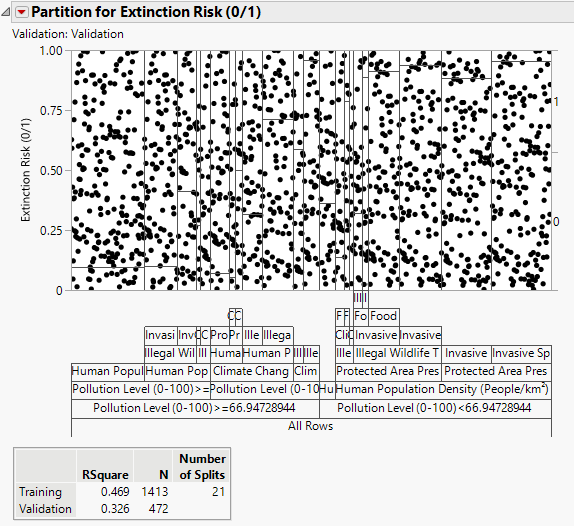 Partition for Extinction Risk (0/1)
Validation: Validation
1.00
0.75
0.50
0.25
0
Extinction Risk (0/1)
1
0
C C Fo Food
Invasi Inv C C Pro Pr Ille Illega Cli Invasive Invasive
Illegal Wil Ill Huma Human P Ille Ille Illegal Wildlife T Invasive Invasive Sp
Human Popul Human Pop Climate Chang Clim Protected Area Pres Protected Area Pres
Pollution Level (0-100)>= Pollution Level (0-10 Hu Human Population Density (People/km²)
Pollution Level (0-100)>=66.94728944 Pollution Level (0-100)<66.94728944
All Rows
RSquare N Number of Splits
Training 0.469 1413 21
Validation 0.326 472